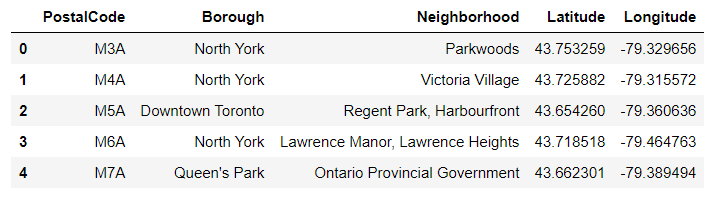 PostalCode Borough Neighborhood Latitude Longitude
0 M3A North York Parkwoods 43.753259 -79.329656
1 M4A North York Victoria Village 43.725882 -79.315572
2 M5A Downtown Toronto Regent Park, Harbourfront 43.654260 -79.360636
3 M6A North York Lawrence Manor, Lawrence Heights 43.718518 -79.464763
4 M7A Queen's Park Ontario Provincial Government 43.662301 -79.389494